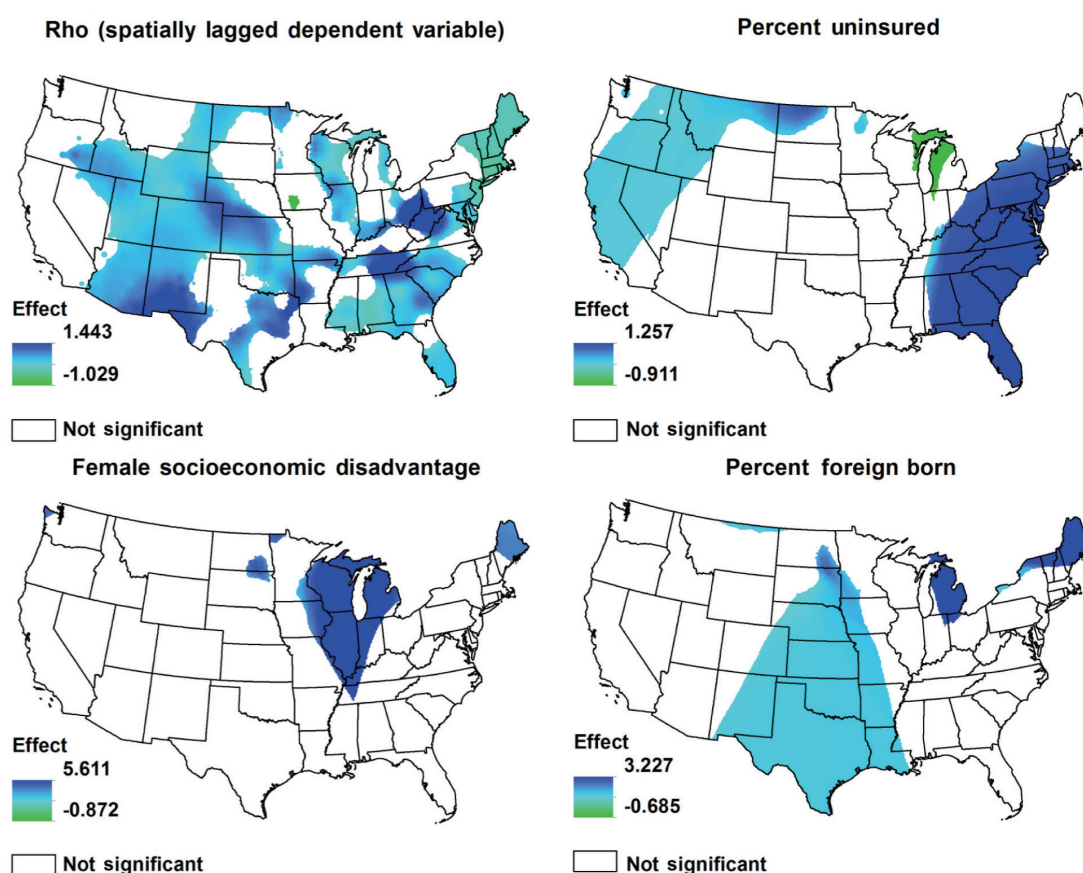 Rho (spatially lagged dependent variable)
Effect
1.443
-1.029
Not significant
Percent uninsured
Effect
1.257
-0.911
Not significant
Female socioeconomic disadvantage
Effect
5.611
-0.872
Not significant
Percent foreign born
Effect
3.227
-0.685
Not significant